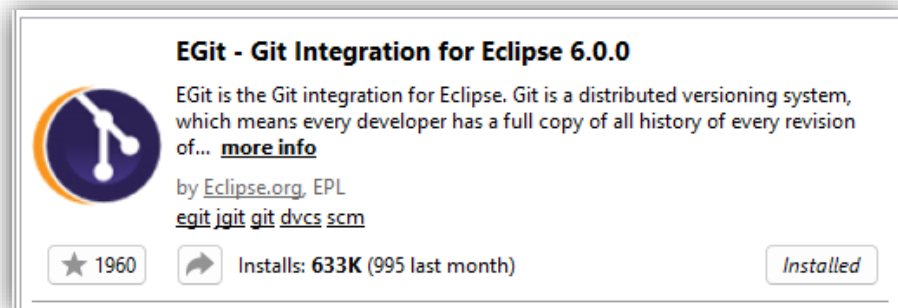 EGit - Git Integration for Eclipse 6.0.0
EGit is the Git integration for Eclipse. Git is a distributed versioning system,
which means every developer has a full copy of all history of every revision
of... more info
by Eclipse.org, EPL
egit jgit git dvcs scm
1960 Installs: 633K (995 last month) Installed